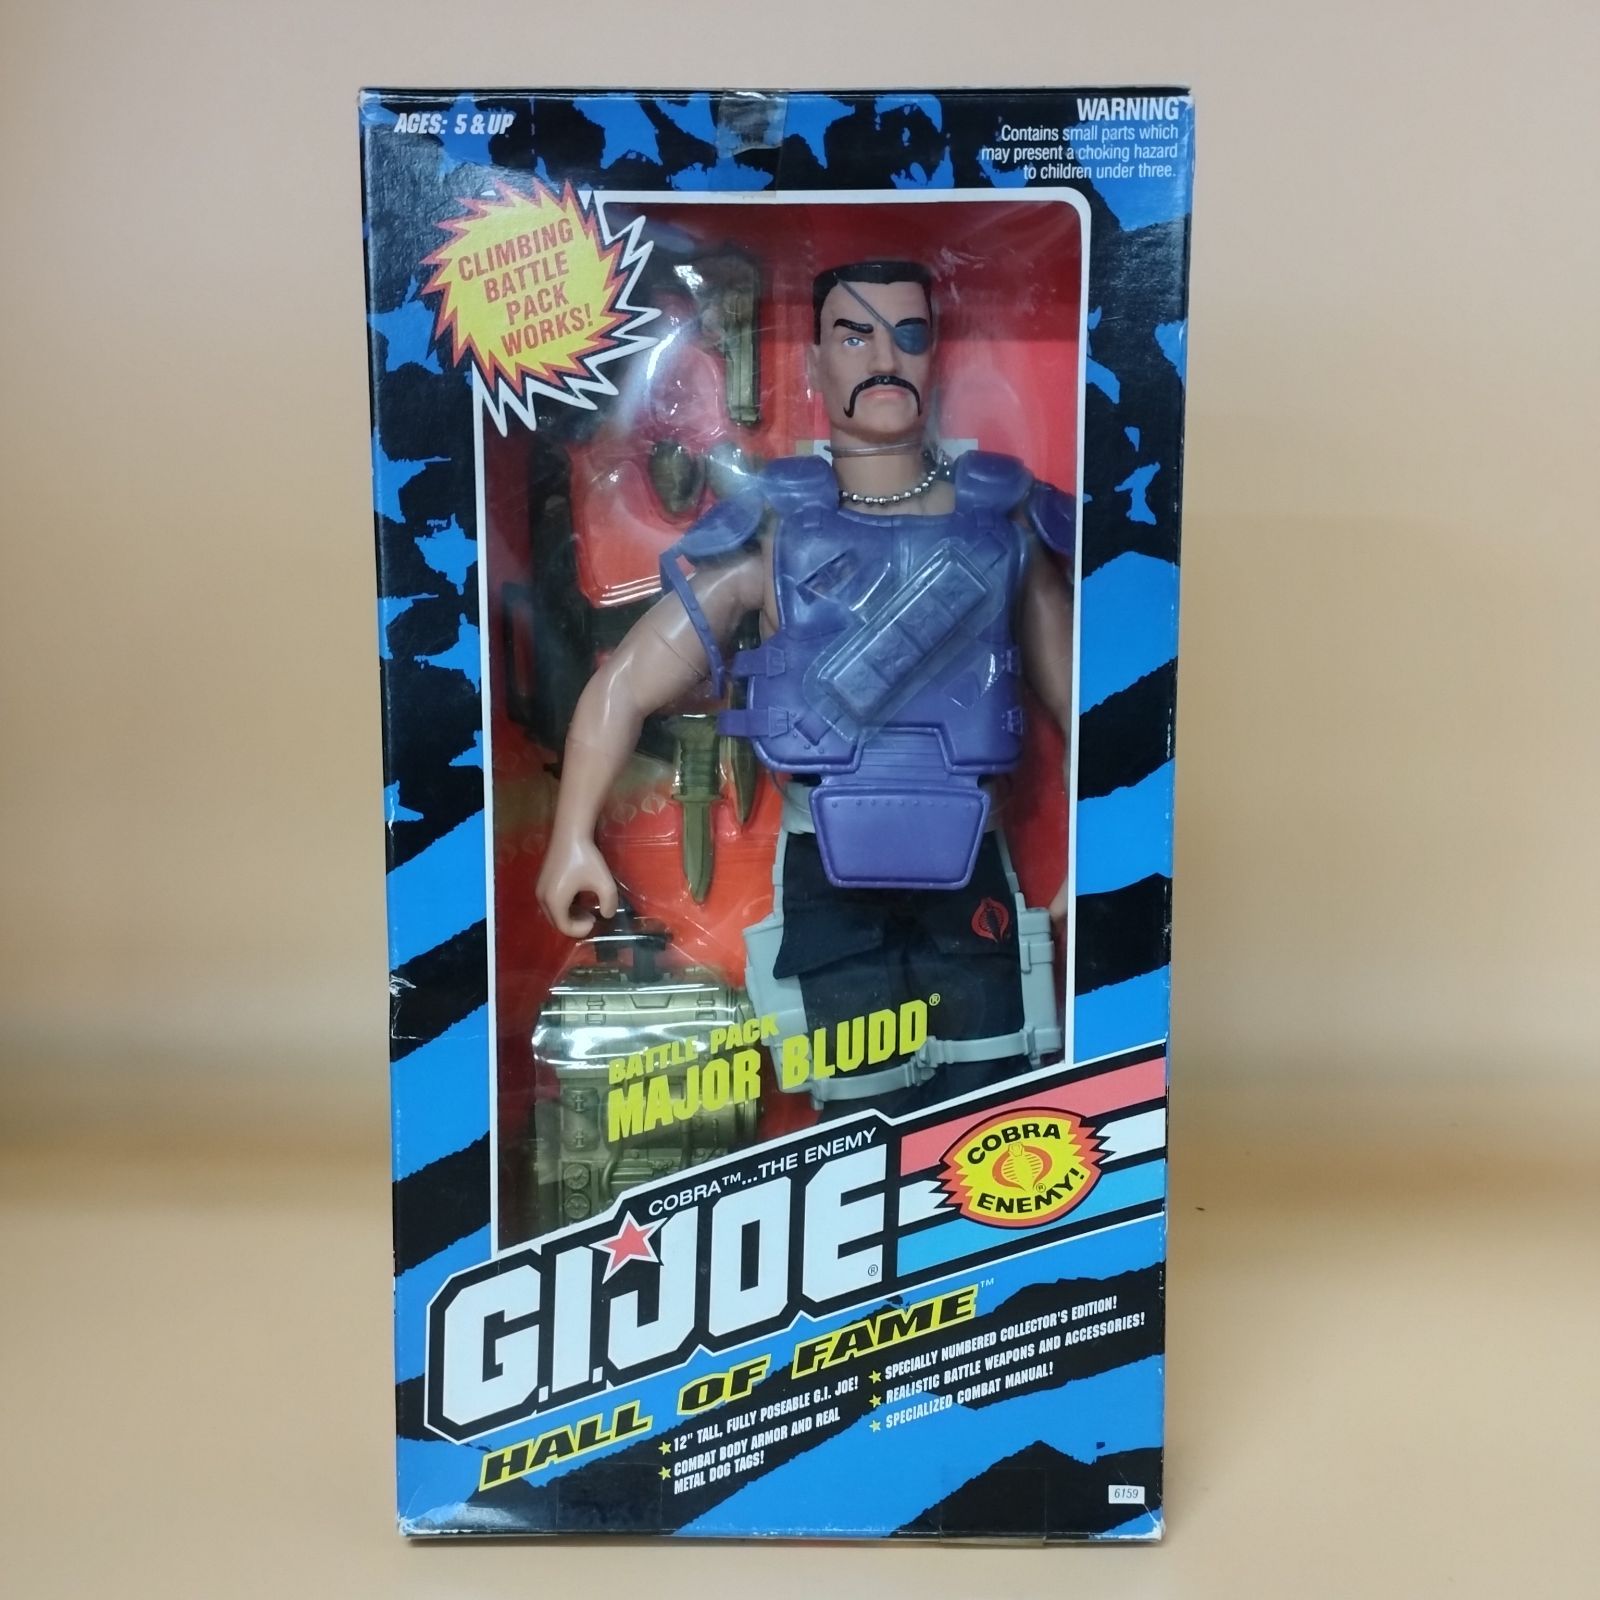 AGES: 5 & UP
WARNING
Contains small parts which
may present a choking hazard
to children under three.
CLIMBING
BATTLE
PACK
WORKS!
BATTLE PACK
MAJOR BLUDD®
COBRA™...THE ENEMY
G.I.JOE®
COBRA
ENEMY!®
HALL OF FAME™
★ 12" TALL, FULLY POSEABLE G.I. JOE!
★ COMBAT BODY ARMOR AND REAL
METAL DOG TAGS!
★ SPECIALLY NUMBERED COLLECTOR'S EDITION!
★ REALISTIC BATTLE WEAPONS AND ACCESSORIES!
★ SPECIALIZED COMBAT MANUAL!
6159